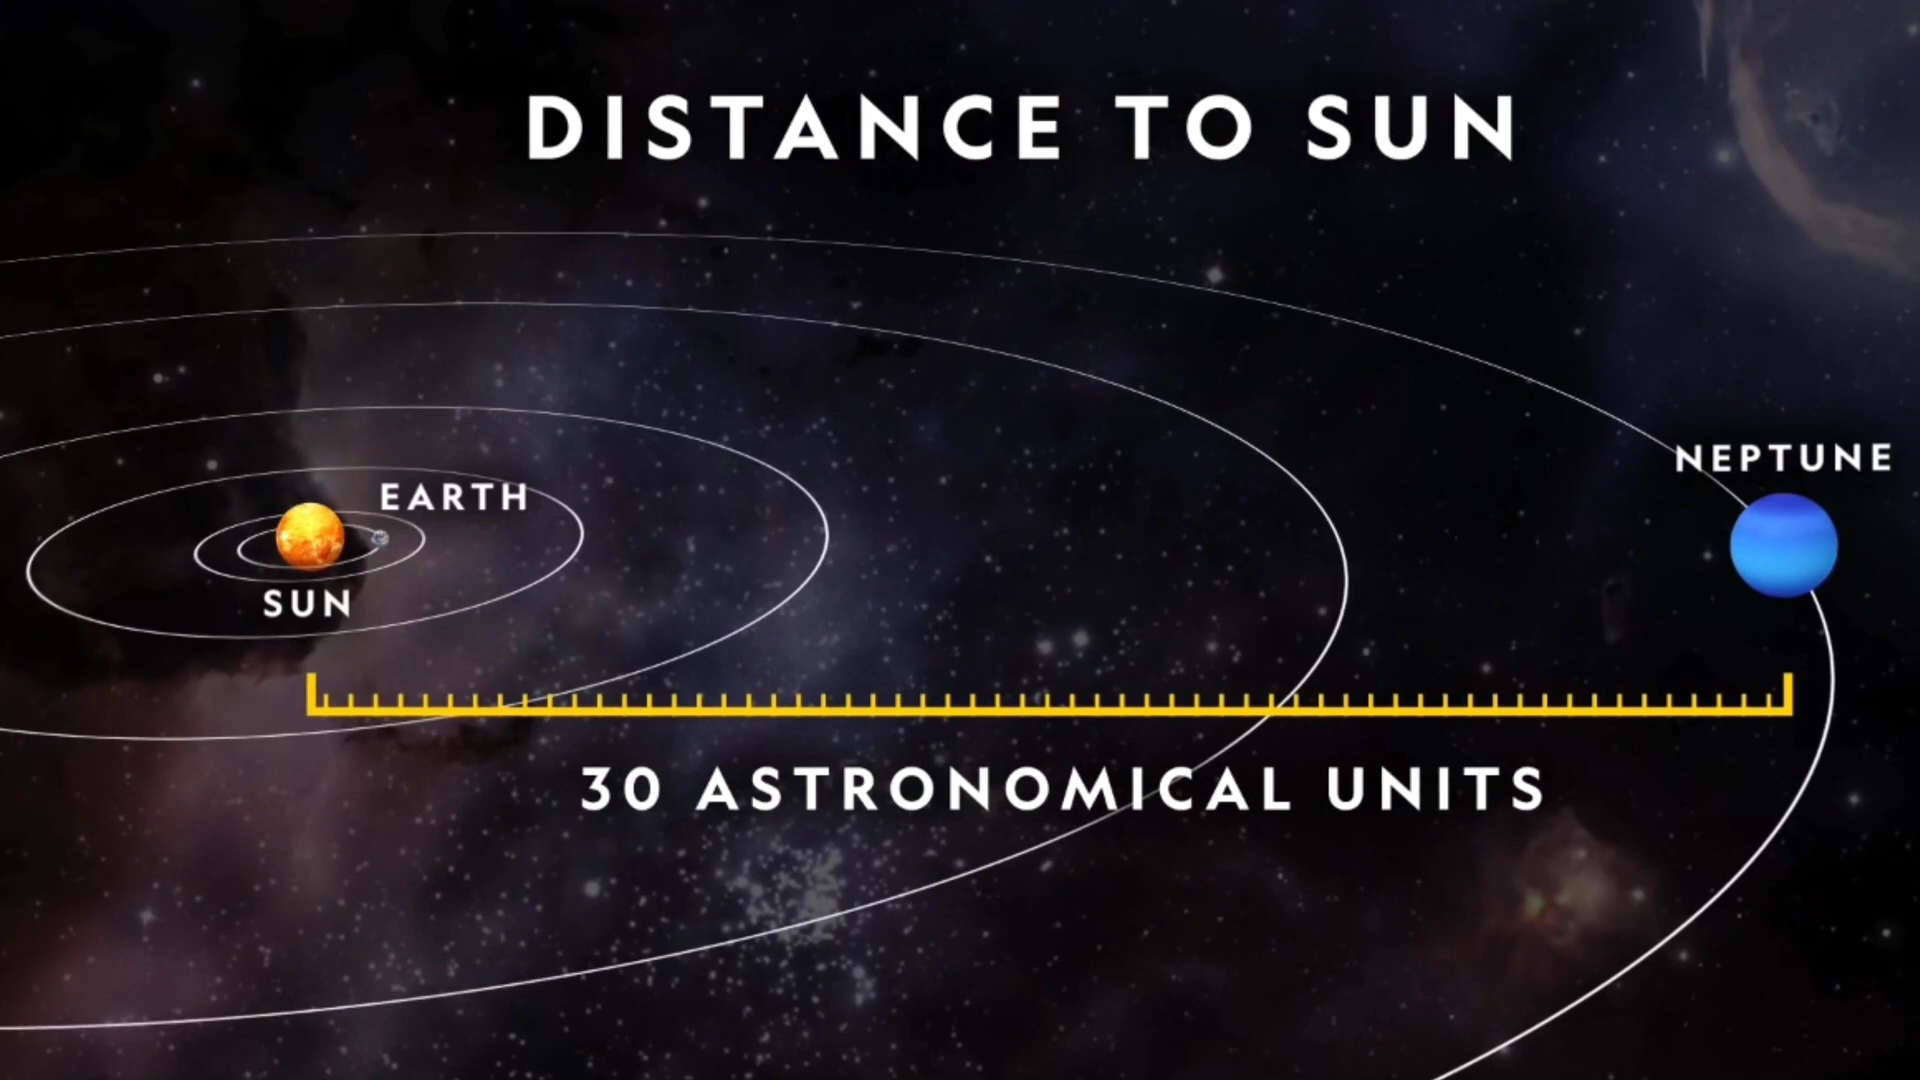 DISTANCE TO SUN
NEPTUNE
EARTH
SUN
30 ASTRONOMICAL UNITS